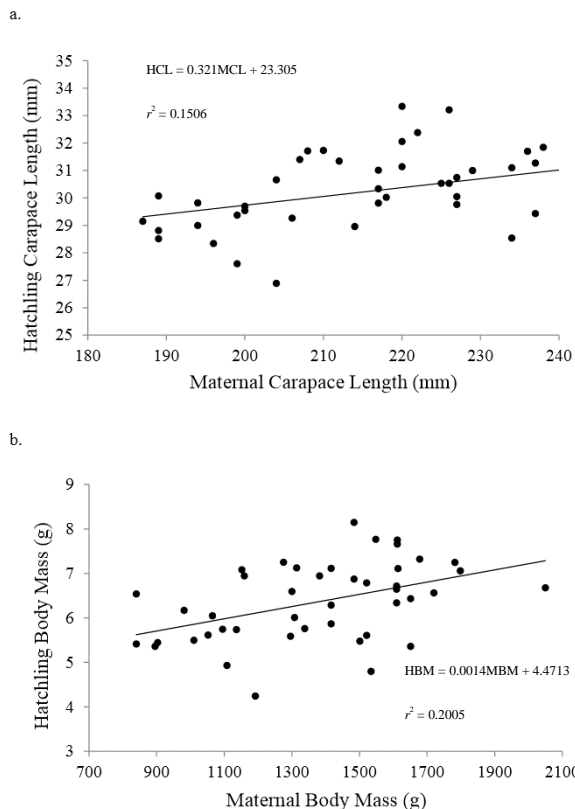 a.
HCL = 0.321MCL + 23.305
r² = 0.1506
Hatchling Carapace Length (mm)
35
34
33
32
31
30
29
28
27
26
25
180 190 200 210 220 230 240
Maternal Carapace Length (mm)
b.
Hatchling Body Mass (g)
9
8
7
6
5
4
3
HBM = 0.0014MBM + 4.4713
r² = 0.2005
700 900 1100 1300 1500 1700 1900 2100
Maternal Body Mass (g)